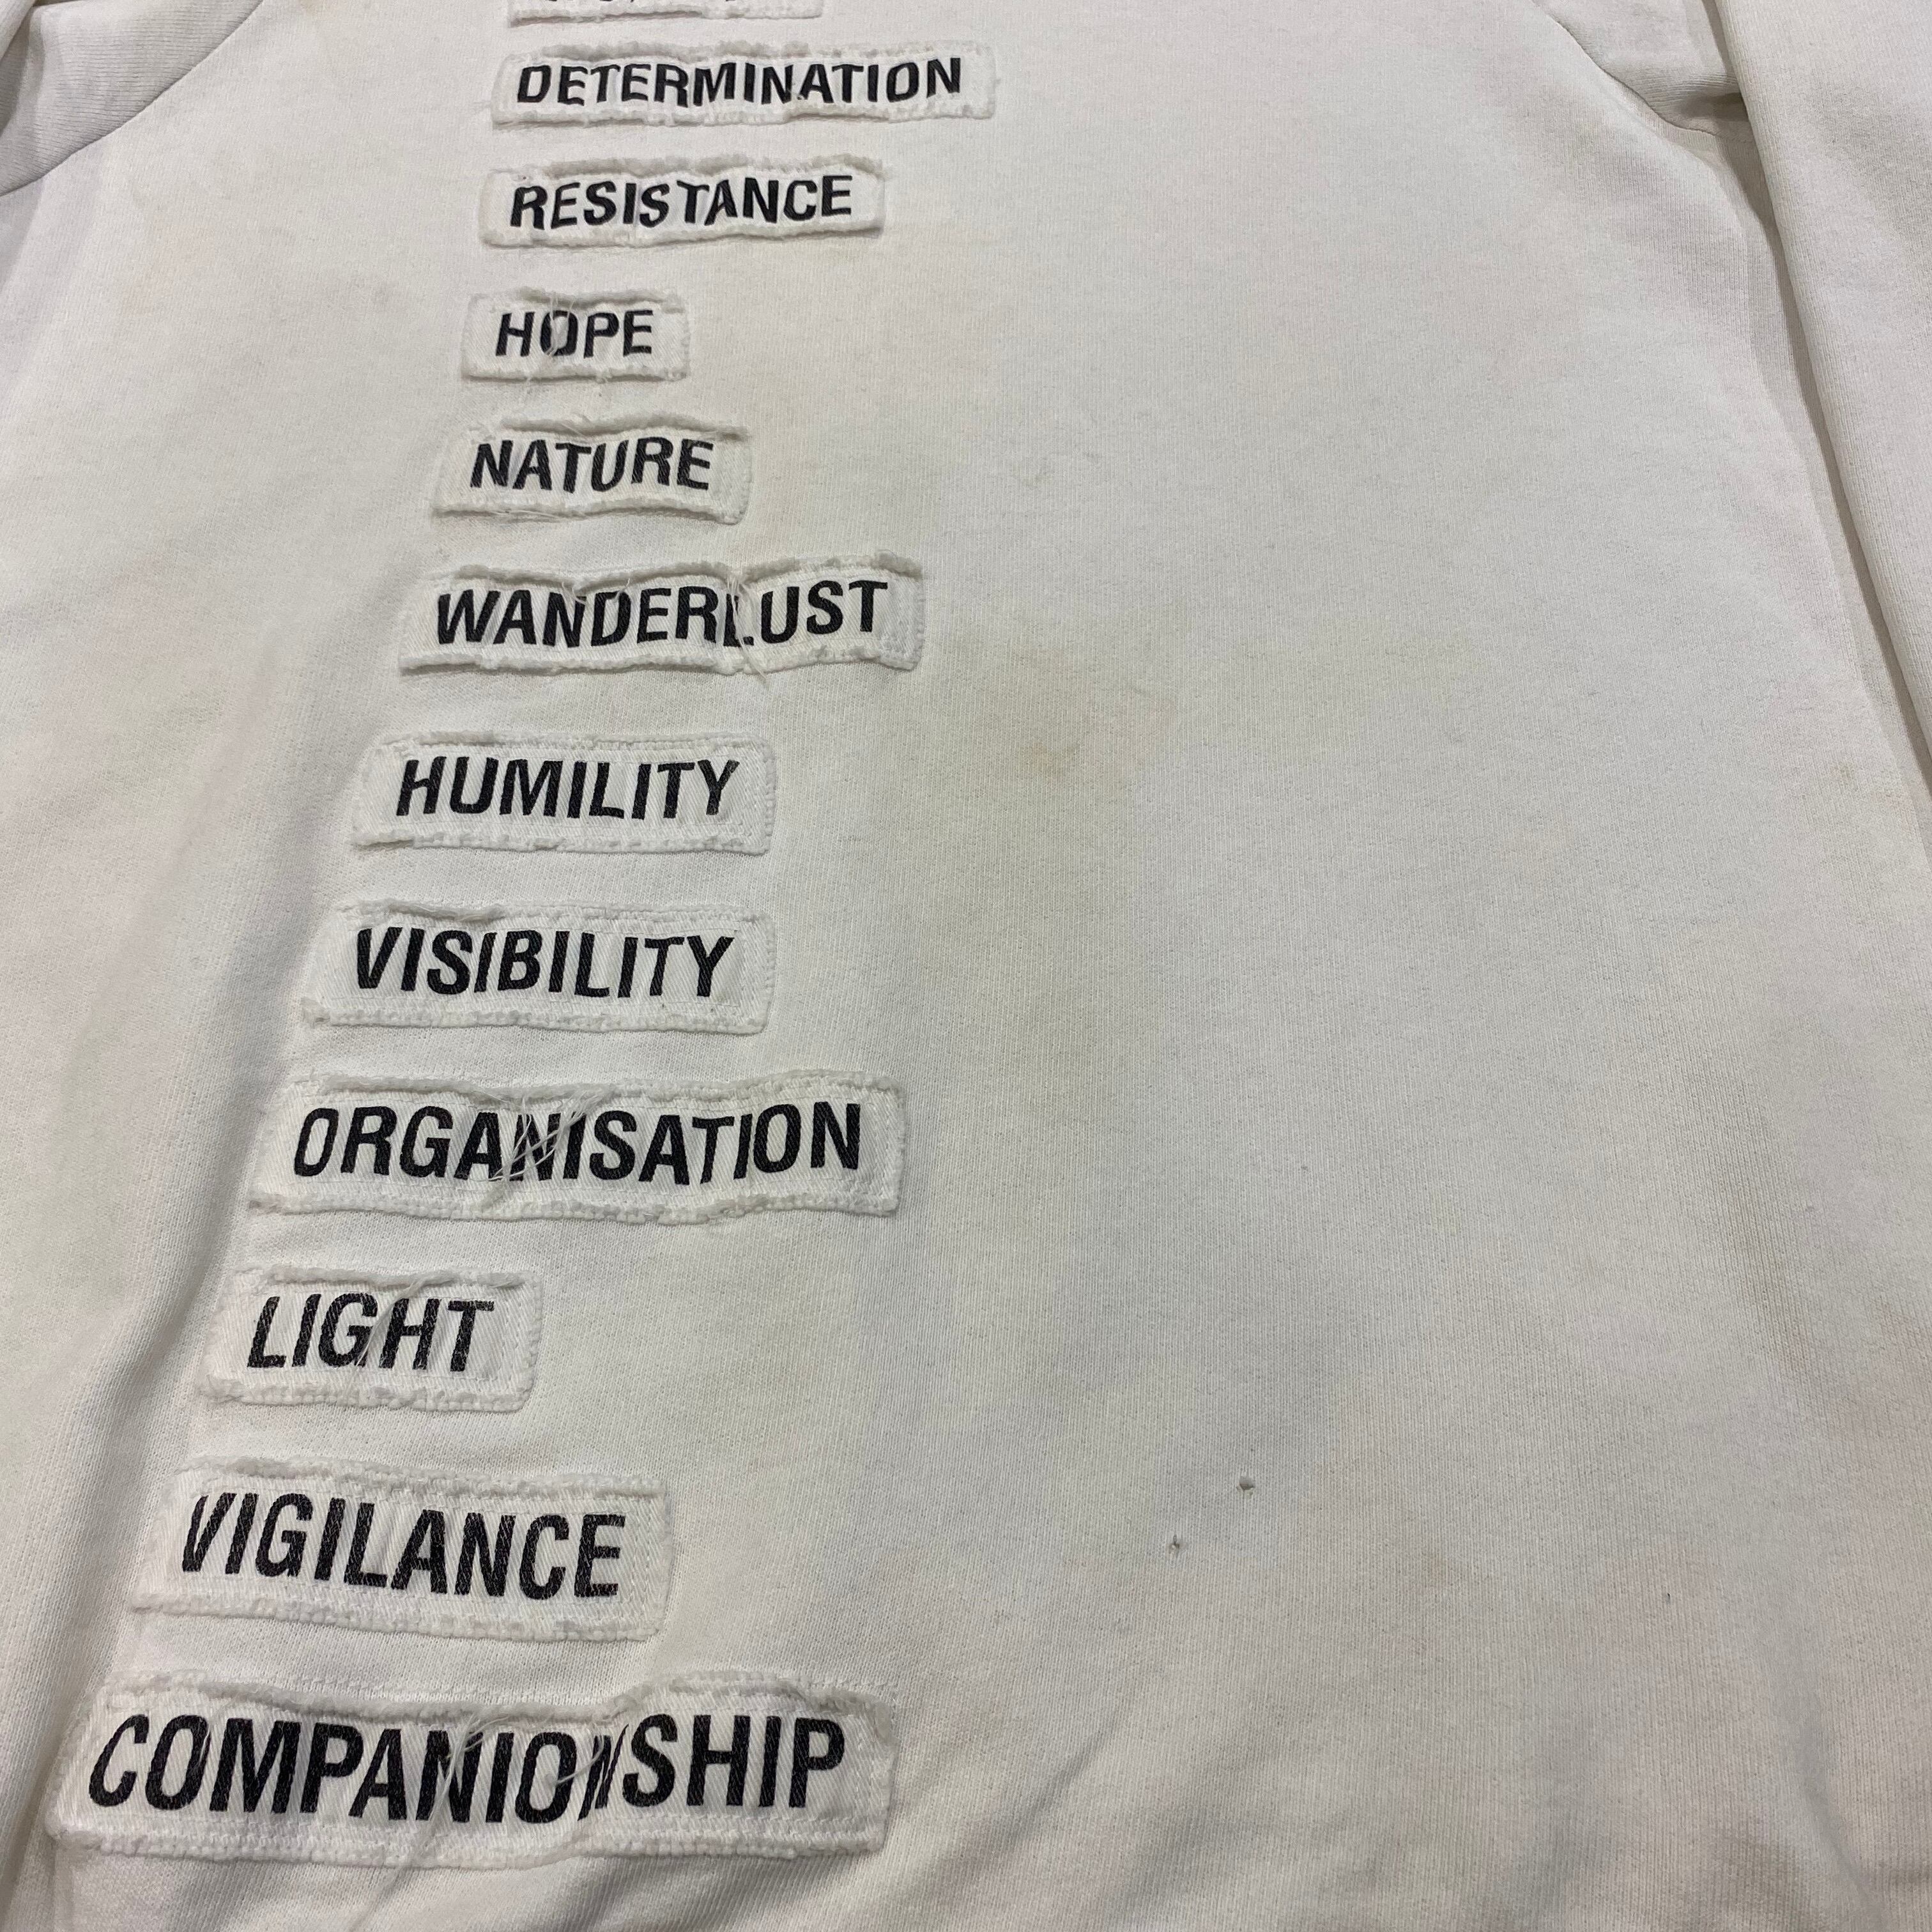 DETERMINATION
RESISTANCE
HOPE
NATURE
WANDERLUST
HUMILITY
VISIBILITY
ORGANISATION
LIGHT
VIGILANCE
COMPANIONSHIP